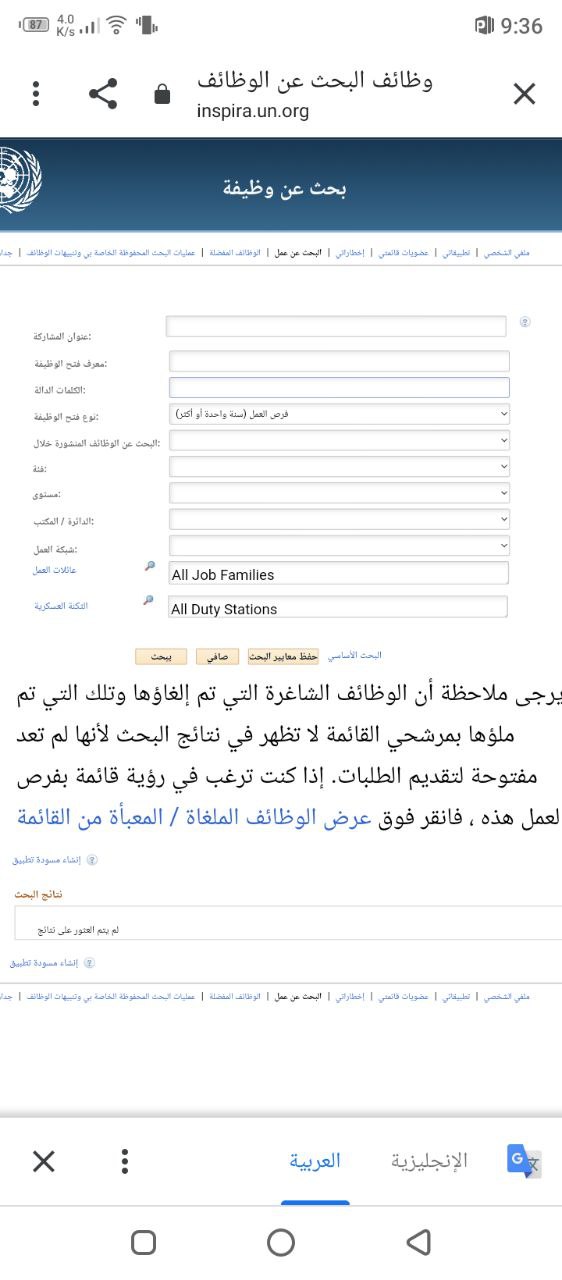 87 4.0 K/s 9:36
وظائف البحث عن الوظائف
inspira.un.org
بحث عن وظيفة
ملفي الشخصي | تطبيقاتي | عضويات قائمتي | إخطاراتي | البحث عن عمل | الوظائف المفضلة | عمليات البحث المحفوظة الخاصة بي وتنبيهات الوظائف | جدا
عنوان المشاركة:
معرف فتح الوظيفة:
الكلمات الدالة:
نوع فتح الوظيفة: فرص العمل (سنة واحدة أو أكثر)
البحث عن الوظائف المنشورة خلال:
فئة:
مستوى:
الدائرة / المكتب:
شبكة العمل:
عائلات العمل All Job Families
الثكنة العسكرية All Duty Stations
يبحث صافي حفظ معايير البحث البحث الأساسي
يرجى ملاحظة أن الوظائف الشاغرة التي تم إلغاؤها وتلك التي تم
ملؤها بمرشحي القائمة لا تظهر في نتائج البحث لأنها لم تعد
مفتوحة لتقديم الطلبات. إذا كنت ترغب في رؤية قائمة بفرص
لعمل هذه ، فانقر فوق عرض الوظائف الملغاة / المعبأة من القائمة
إنشاء مسودة تطبيق
نتائج البحث
لم يتم العثور على نتائج
إنشاء مسودة تطبيق
ملفي الشخصي | تطبيقاتي | عضويات قائمتي | إخطاراتي | البحث عن عمل | الوظائف المفضلة | عمليات البحث المحفوظة الخاصة بي وتنبيهات الوظائف | جدا
الإنجليزية العربية